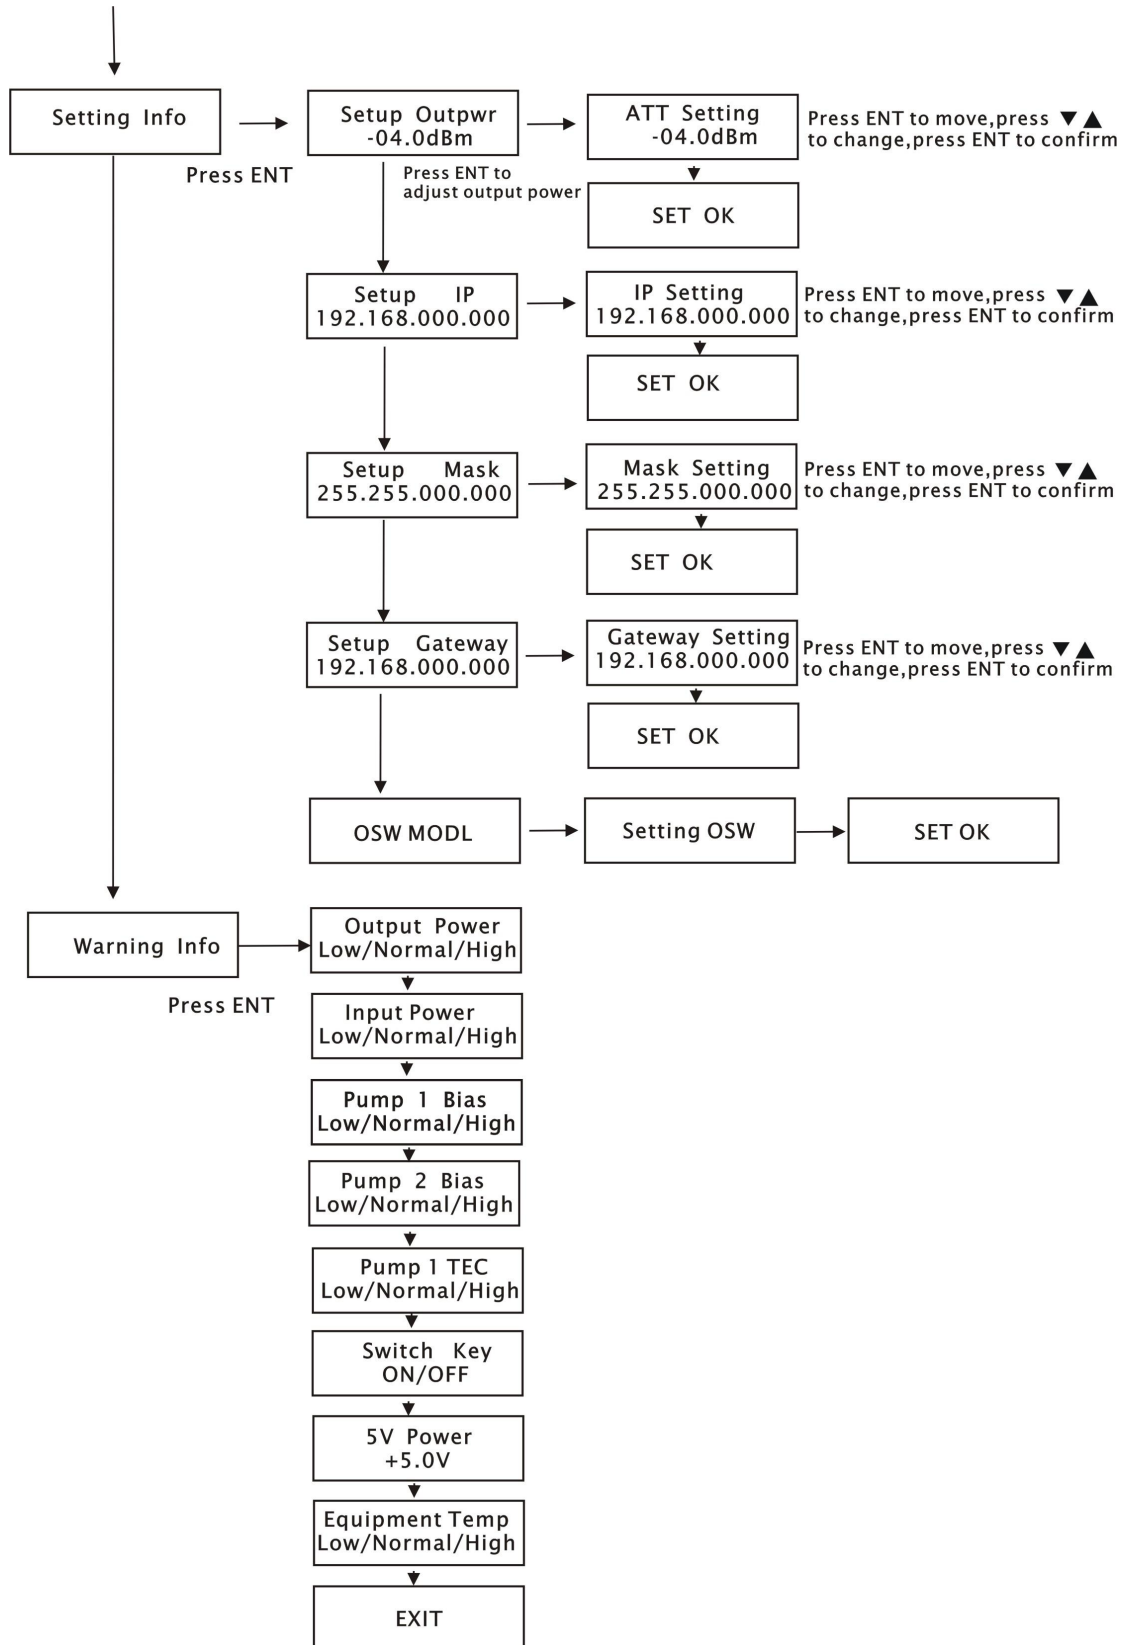 Setting Info
Press ENT
Setup Outpwr
-04.0dBm
Press ENT to
adjust output power
ATT Setting
-04.0dBm
Press ENT to move,press ▼▲
to change,press ENT to confirm
SET OK
Setup IP
192.168.000.000
IP Setting
192.168.000.000
Press ENT to move,press ▼▲
to change,press ENT to confirm
SET OK
Setup Mask
255.255.000.000
Mask Setting
255.255.000.000
Press ENT to move,press ▼▲
to change,press ENT to confirm
SET OK
Setup Gateway
192.168.000.000
Gateway Setting
192.168.000.000
Press ENT to move,press ▼▲
to change,press ENT to confirm
SET OK
OSW MODL
Setting OSW
SET OK
Warning Info
Press ENT
Output Power
Low/Normal/High
Input Power
Low/Normal/High
Pump 1 Bias
Low/Normal/High
Pump 2 Bias
Low/Normal/High
Pump 1 TEC
Low/Normal/High
Switch Key
ON/OFF
5V Power
+5.0V
Equipment Temp
Low/Normal/High
EXIT